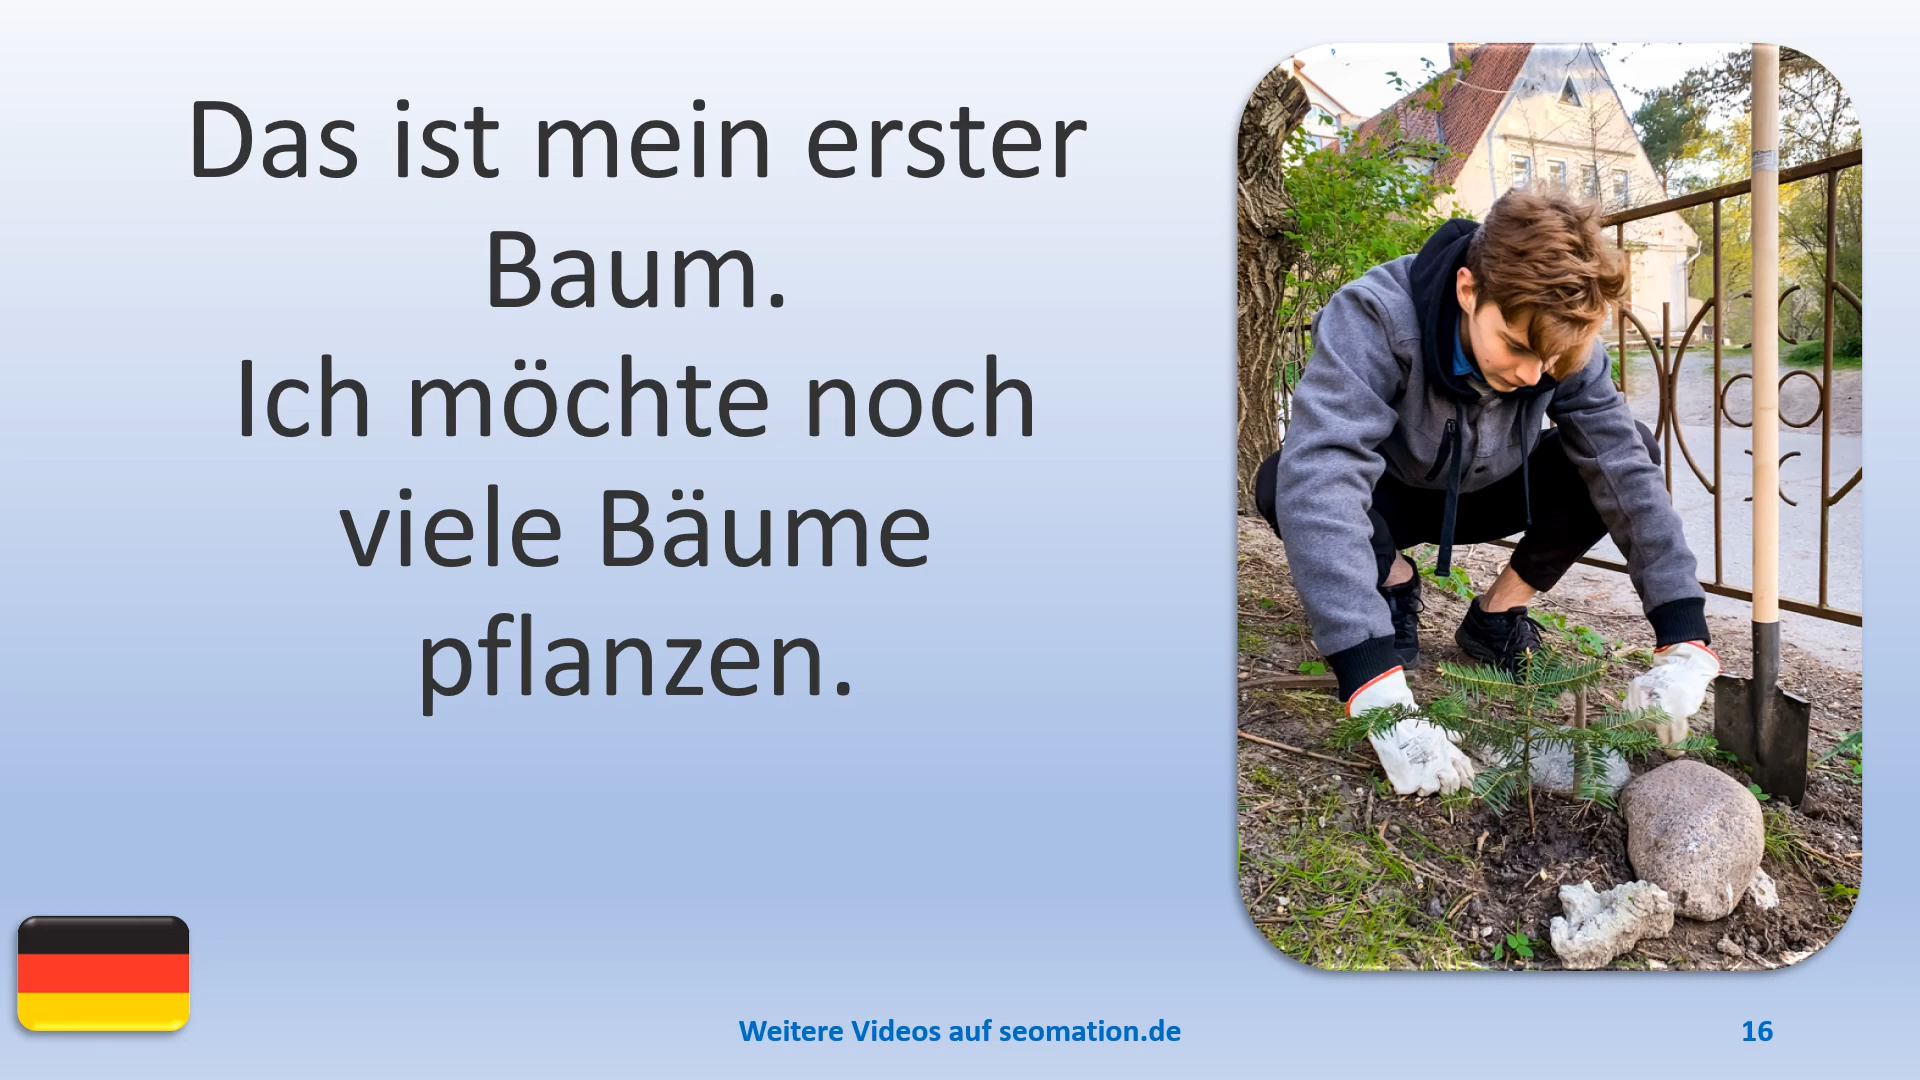 Das ist mein erster
Baum.
Ich möchte noch
viele Bäume
pflanzen.
Weitere Videos auf seomation.de
16